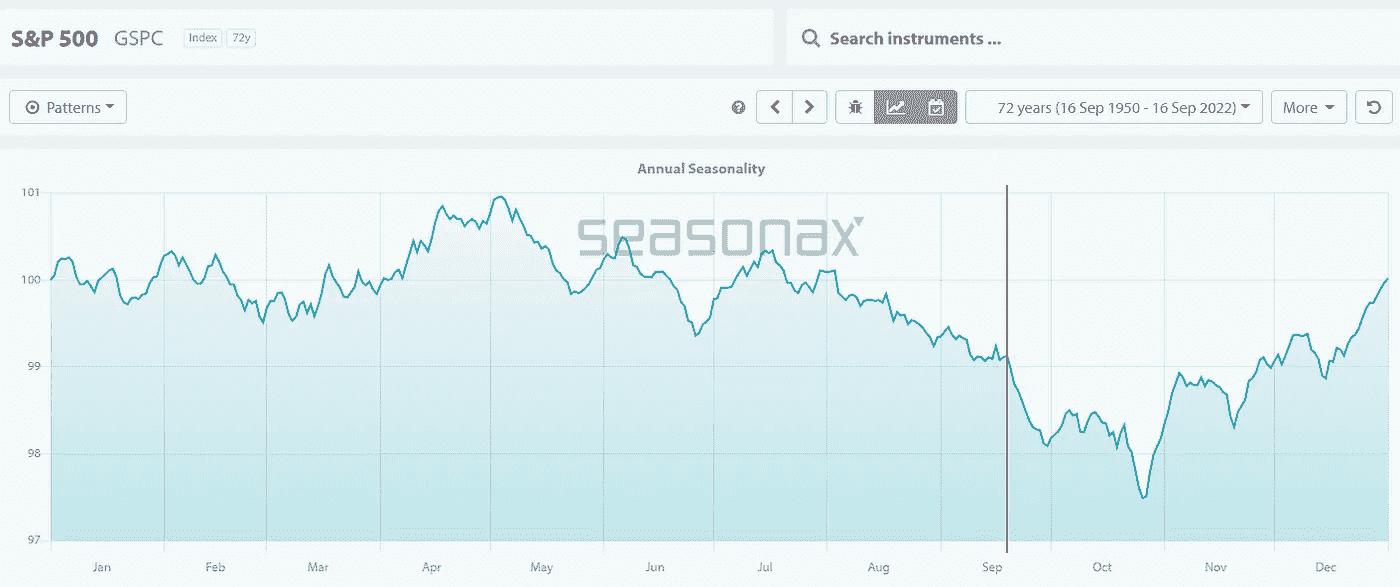 S&P 500 GSPC Index 72y
Search instruments ...
Patterns
72 years (16 Sep 1950 - 16 Sep 2022)
More
Annual Seasonality
seasonax
101
100
99
98
97
Jan Feb Mar Apr May Jun Jul Aug Sep Oct Nov Dec